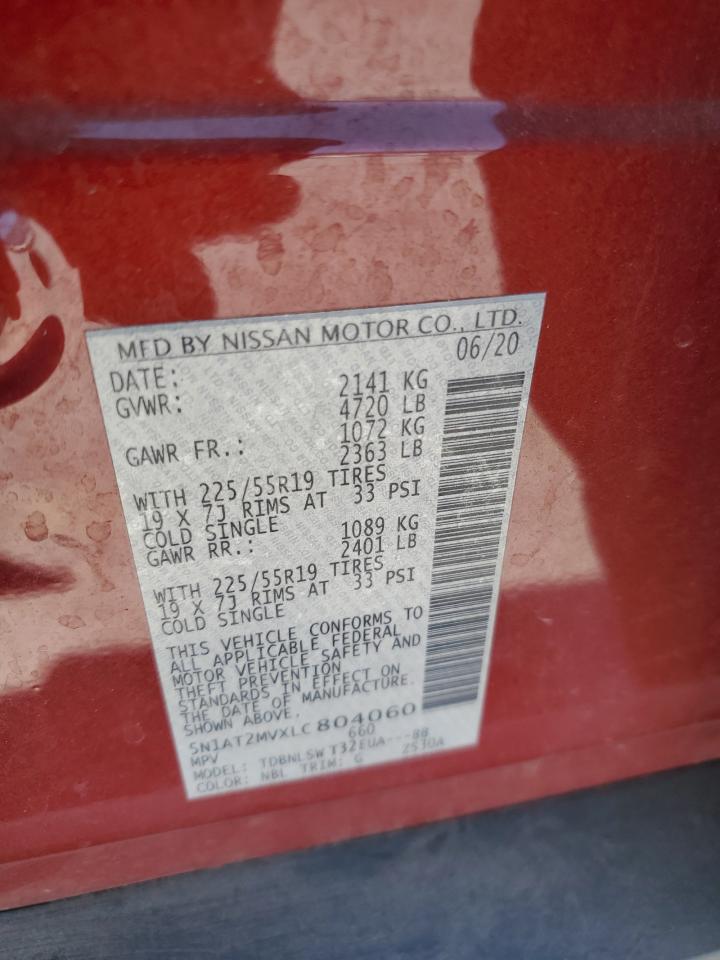 MFD BY NISSAN MOTOR CO., LTD.
DATE: 06/20
GVWR: 2141 KG
4720 LB
GAWR FR.: 1072 KG
2363 LB
WITH 225/55R19 TIRES
19 X 7J RIMS AT 33 PSI
COLD SINGLE
GAWR RR.: 1089 KG
2401 LB
WITH 225/55R19 TIRES
19 X 7J RIMS AT 33 PSI
COLD SINGLE
THIS VEHICLE CONFORMS TO
ALL APPLICABLE FEDERAL
MOTOR VEHICLE SAFETY AND
THEFT PREVENTION
STANDARDS IN EFFECT ON
THE DATE OF MANUFACTURE.
SHOWN ABOVE.
5N1AT2MVXLC804060
MPV 660
MODEL: TDBNLSW T32EUA---88
COLOR: NBL TRIM: G 2530A